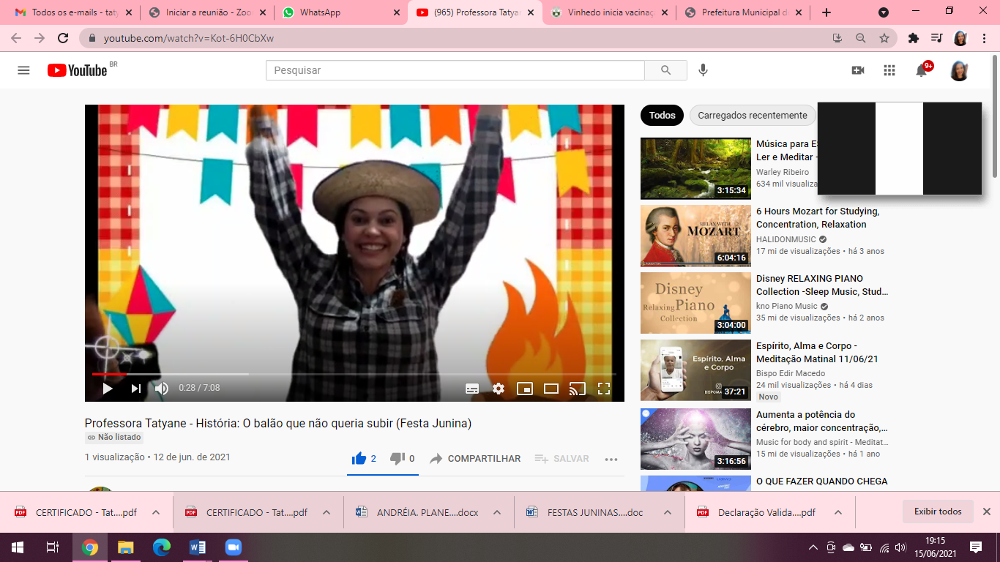 Todos os e-mails - taty
Iniciar a reunião - Zoo
WhatsApp
(965) Professora Tatya
Vinhedo inicia vacinaç
Prefeitura Municipal d
youtube.com/watch?v=Kot-6H0CbXw
YouTube BR
Pesquisar
9+
Todos
Carregados recentemente
Música para E
Ler e Meditar -
Warley Ribeiro
634 mil visualiza
3:15:34
RELAX WITH
MOZART
6:04:16
6 Hours Mozart for Studying,
Concentration, Relaxation
HALIDONMUSIC
17 mi de visualizações • há 3 anos
Disney
Relaxing Piano
Collection
3:04:00
Disney RELAXING PIANO
Collection -Sleep Music, Stud...
kno Piano Music
35 mi de visualizações • há 2 anos
Espírito, Alma
e Corpo
37:21
Espírito, Alma e Corpo -
Meditação Matinal 11/06/21
Bispo Edir Macedo
24 mil visualizações • há 4 dias
Novo
3:16:56
Aumenta a potência do
cérebro, maior concentração,...
Music for body and spirit - Meditat...
15 mi de visualizações • há 1 ano
O QUE FAZER QUANDO CHEGA
0:28 / 7:08
Professora Tatyane - História: O balão que não queria subir (Festa Junina)
Não listado
1 visualização • 12 de jun. de 2021
2
0
COMPARTILHAR
SALVAR
CERTIFICADO - Tat....pdf
CERTIFICADO - Tat....pdf
ANDRÉIA. PLANE....docx
FESTAS JUNINAS....doc
Declaração Valida....pdf
Exibir todos
19:15
15/06/2021